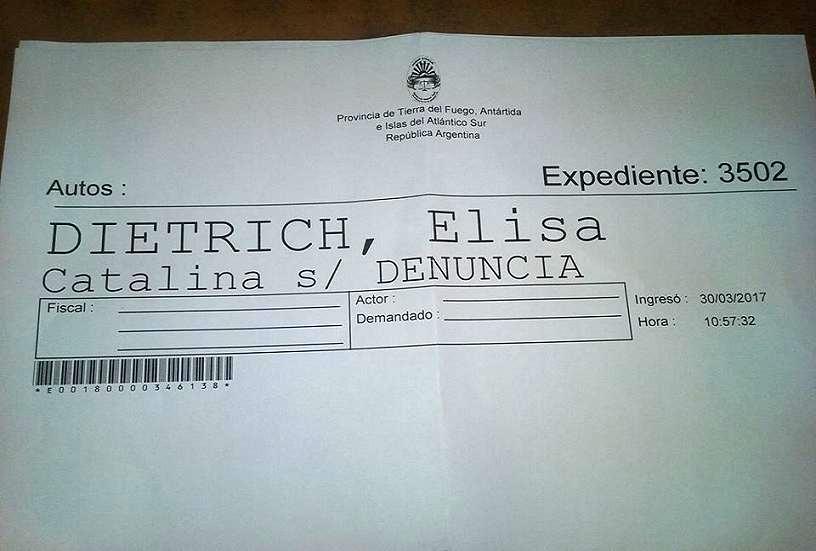 Provincia de Tierra del Fuego, Antártida
e Islas del Atlántico Sur
República Argentina
Autos :
Expediente: 3502
DIETRICH, Elisa
Catalina s/ DENUNCIA
Fiscal :
Actor :
Demandado :
Ingresó : 30/03/2017
Hora : 10:57:32
*E00180000346138*